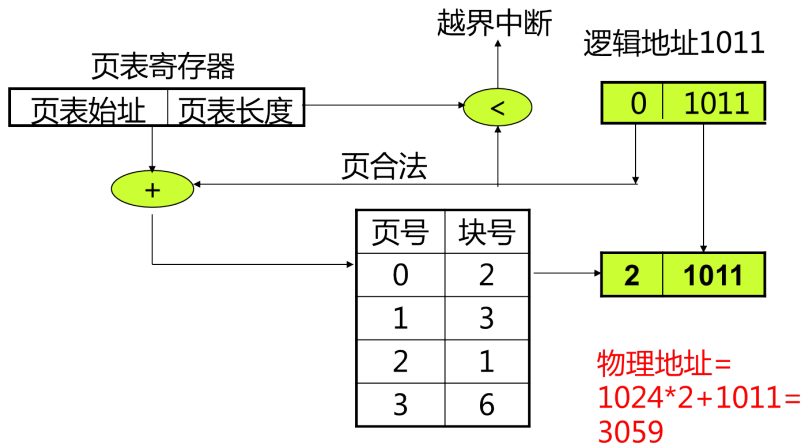 越界中断
逻辑地址1011
页表寄存器
页表始址 页表长度
<
0 1011
页合法
+
页号 块号
0 2
1 3
2 1
3 6
2 1011
物理地址=
1024*2+1011=
3059